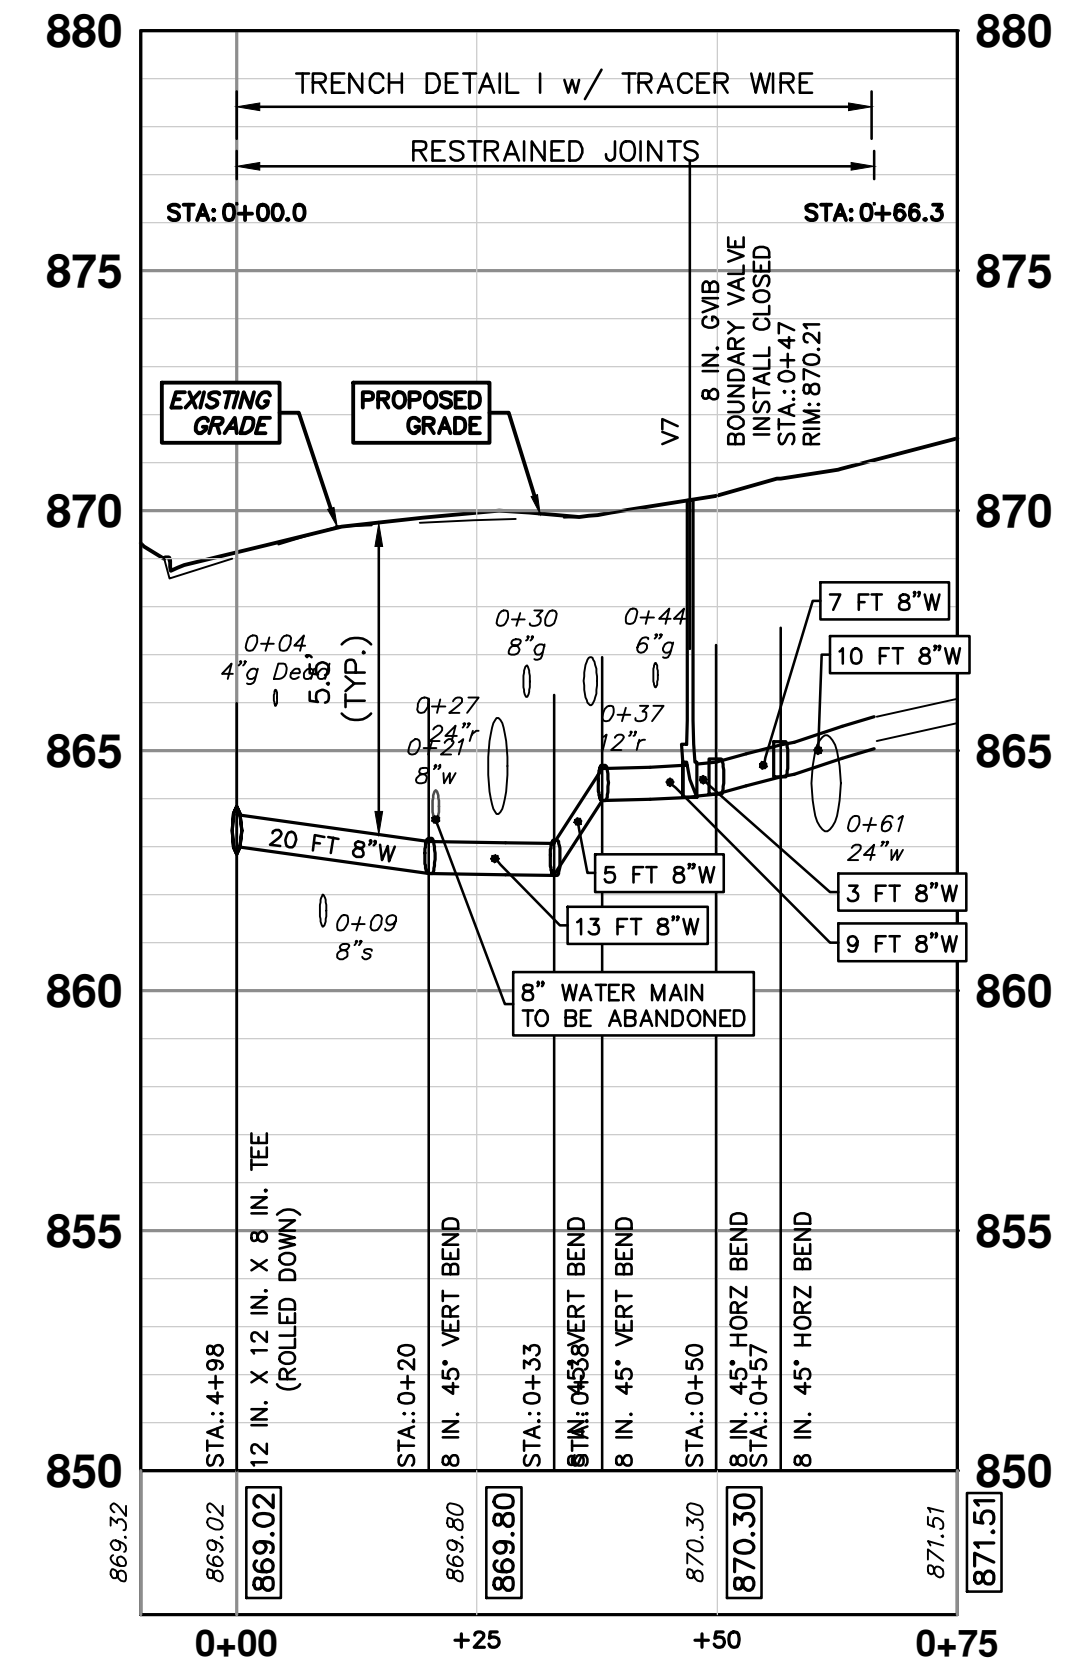 880
880
TRENCH DETAIL I w/ TRACER WIRE
RESTRAINED JOINTS
STA: 0+00.0
STA: 0+66.3
875
875
8 IN. GVIB
BOUNDARY VALVE
INSTALL CLOSED
STA.: 0+47
RIM: 870.21
V7
EXISTING
GRADE
PROPOSED
GRADE
870
870
7 FT 8”W
10 FT 8”W
0+04
4”g Dead
5.5’
(TYP.)
0+30
8”g
0+44
6”g
0+27
24”r
0+21
8”w
0+37
12”r
865
865
20 FT 8”W
0+61
24”w
5 FT 8”W
3 FT 8”W
13 FT 8”W
9 FT 8”W
0+09
8”s
8” WATER MAIN
TO BE ABANDONED
860
860
855
855
STA.: 4+98
12 IN. X 12 IN. X 8 IN. TEE
(ROLLED DOWN)
STA.: 0+20
8 IN. 45° VERT BEND
STA.: 0+33
8 IN. 45° VERT BEND
STA.: 0+38
8 IN. 45° VERT BEND
STA.: 0+50
8 IN. 45° HORZ BEND
STA.: 0+57
8 IN. 45° HORZ BEND
850
850
869.32
869.02
869.02
869.80
869.80
870.30
870.30
871.51
871.51
0+00
+25
+50
0+75